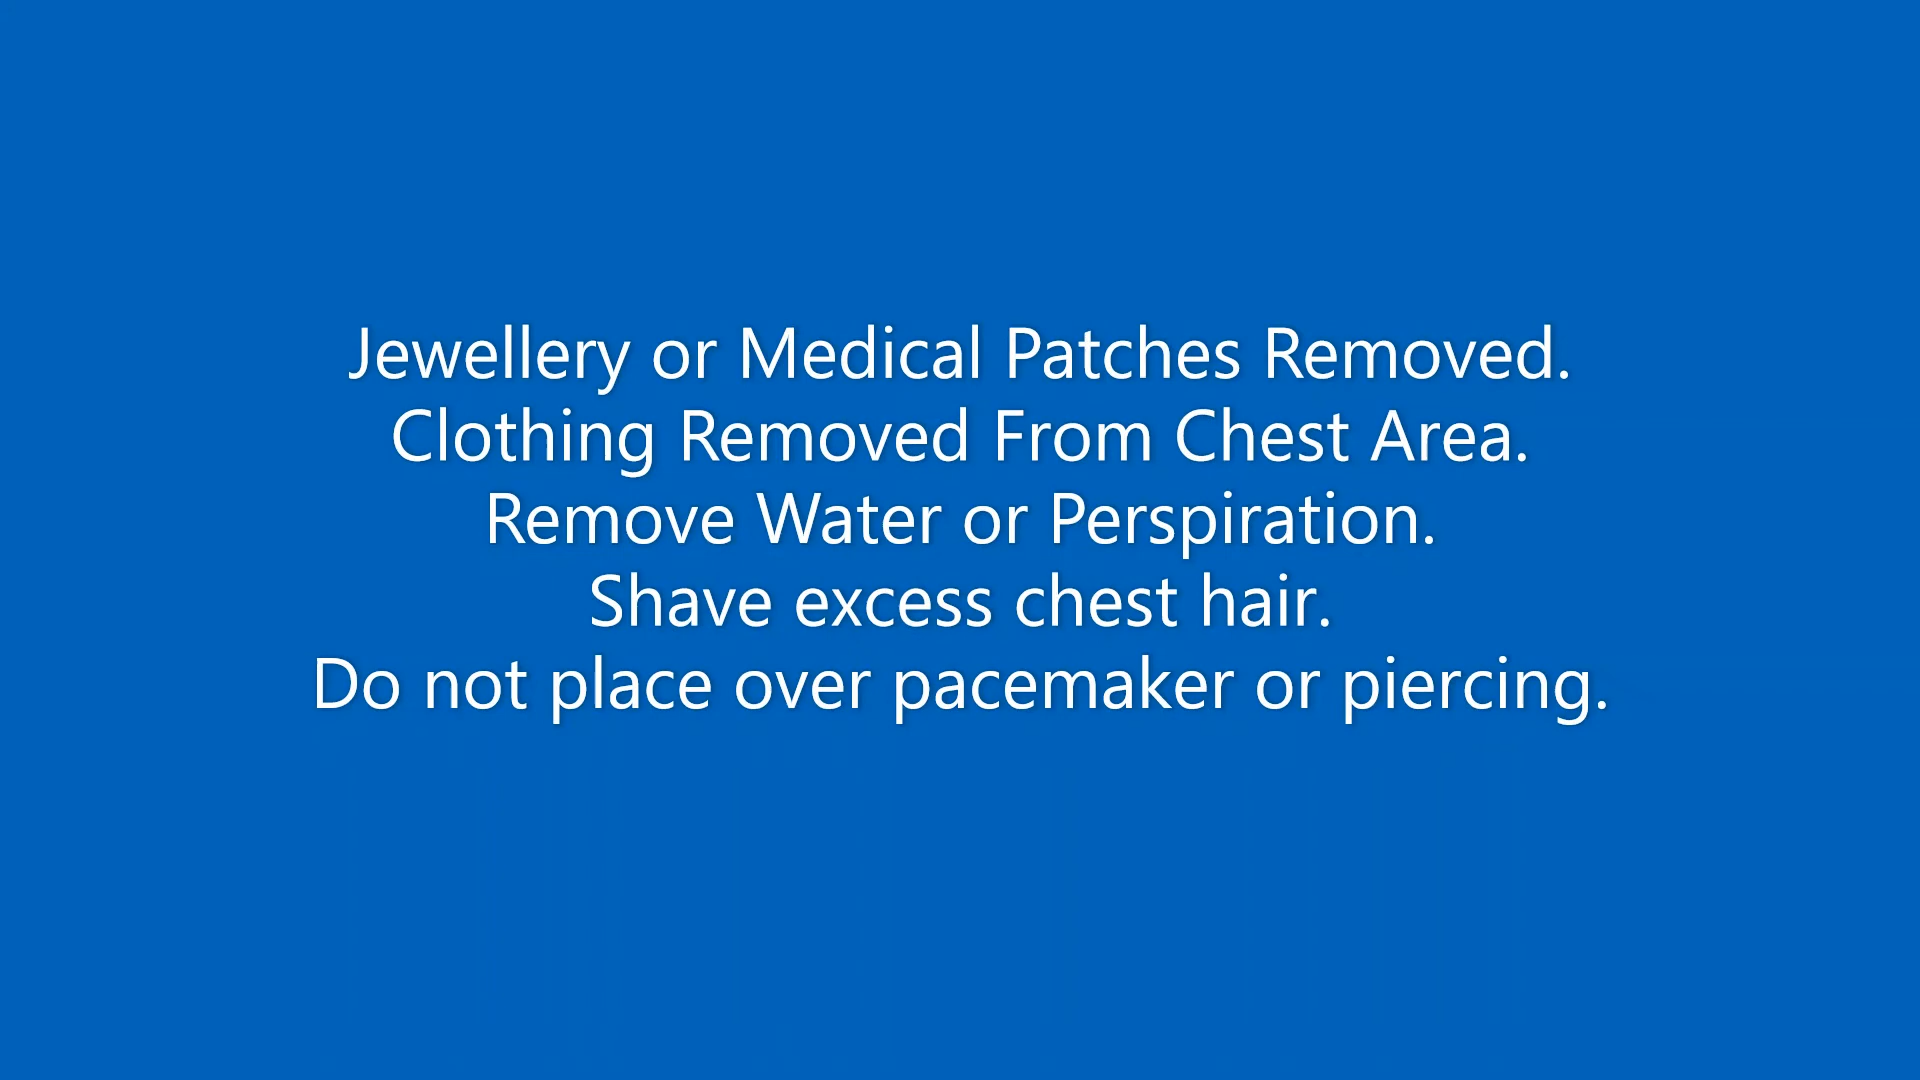 Jewellery or Medical Patches Removed.
Clothing Removed From Chest Area.
Remove Water or Perspiration.
Shave excess chest hair.
Do not place over pacemaker or piercing.